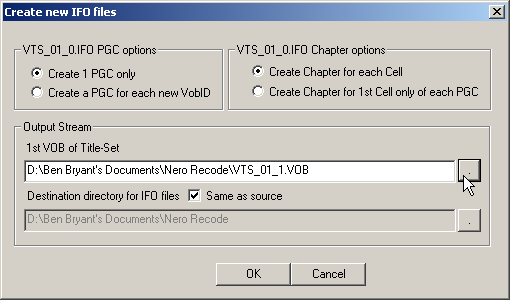 Create new IFO files
VTS_01_0.IFO PGC options
Create 1 PGC only
Create a PGC for each new VobID
VTS_01_0.IFO Chapter options
Create Chapter for each Cell
Create Chapter for 1st Cell only of each PGC
Output Stream
1st VOB of Title-Set
D:\Ben Bryant's Documents\Nero Recode\VTS_01_1.VOB
.
Destination directory for IFO files
Same as source
D:\Ben Bryant's Documents\Nero Recode
.
OK
Cancel